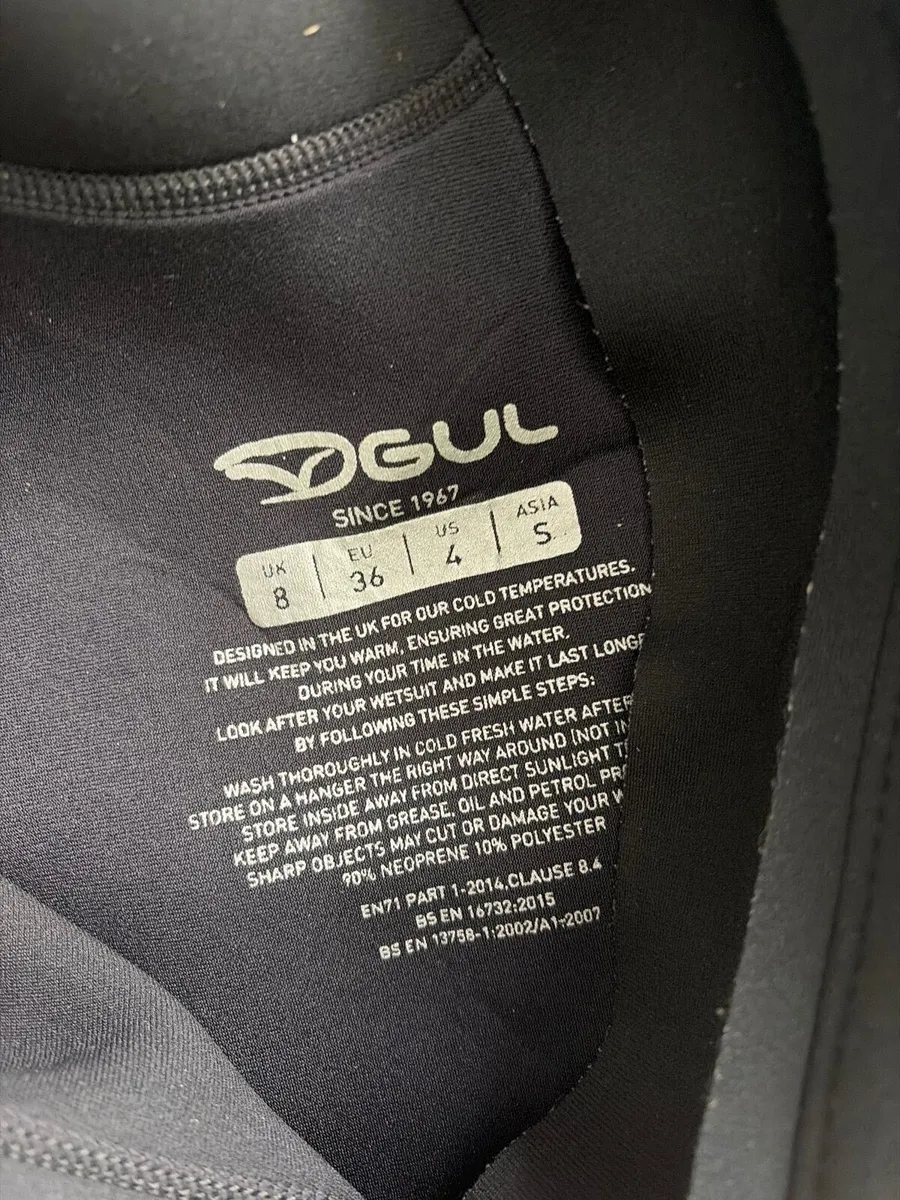 GUL
SINCE 1967
UK EU US ASIA
8 36 4 S
DESIGNED IN THE UK FOR OUR COLD TEMPERATURES.
IT WILL KEEP YOU WARM, ENSURING GREAT PROTECTION
DURING YOUR TIME IN THE WATER.
LOOK AFTER YOUR WETSUIT AND MAKE IT LAST
BY FOLLOWING THESE SIMPLE STEPS:
WASH THOROUGHLY IN COLD FRESH WATER AFTER
STORE ON A HANGER THE RIGHT WAY AROUND (NOT
STORE INSIDE AWAY FROM DIRECT SUNLIGHT
KEEP AWAY FROM GREASE, OIL AND PETROL
SHARP OBJECTS MAY CUT OR DAMAGE YOUR
90% NEOPRENE 10% POLYESTER
EN71 PART 1-2014.CLAUSE 8.4
BS EN 16732:2015
BS EN 13758-1:2002/A1:2007